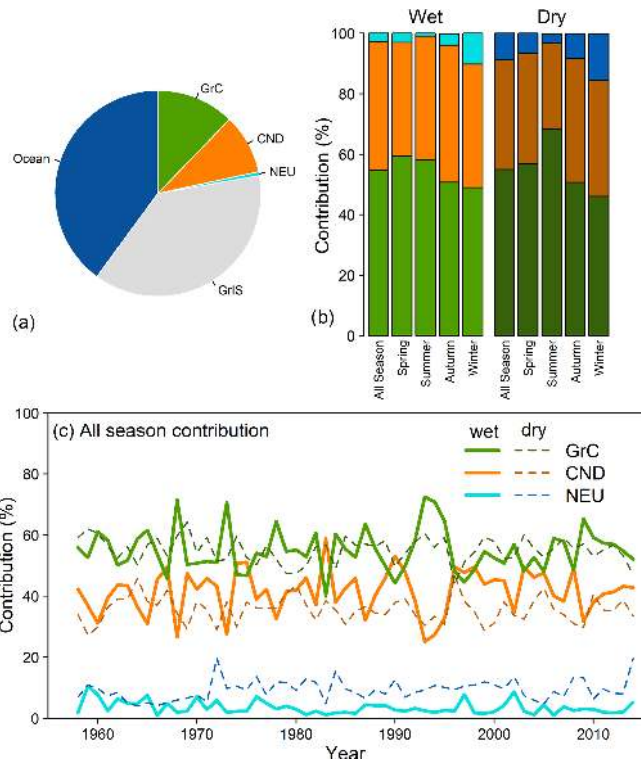 GrC
CND
NEU
GrIS
Ocean
(a)
Wet Dry
Contribution (%)
100
80
60
40
20
0
All Season
Spring
Summer
Autumn
Winter
All Season
Spring
Summer
Autumn
Winter
(b)
(c) All season contribution
wet dry
GrC
CND
NEU
Contribution (%)
100
80
60
40
20
0
1960 1970 1980 1990 2000 2010
Year